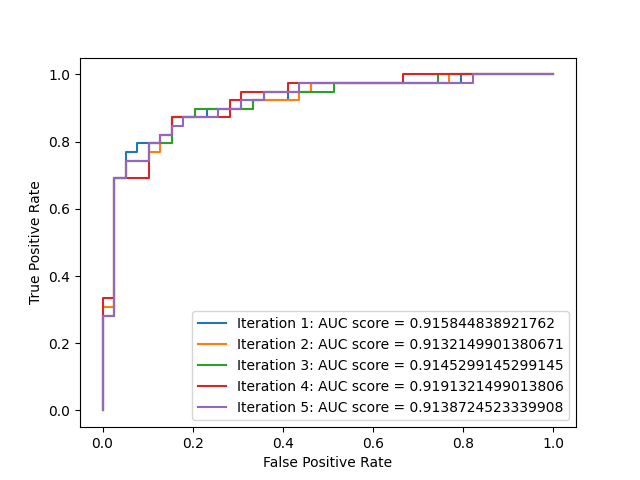 1.0
0.8
0.6
0.4
0.2
0.0
True Positive Rate
Iteration 1: AUC score = 0.915844838921762
Iteration 2: AUC score = 0.9132149901380671
Iteration 3: AUC score = 0.9145299145299145
Iteration 4: AUC score = 0.9191321499013806
Iteration 5: AUC score = 0.9138724523339908
0.0 0.2 0.4 0.6 0.8 1.0
False Positive Rate